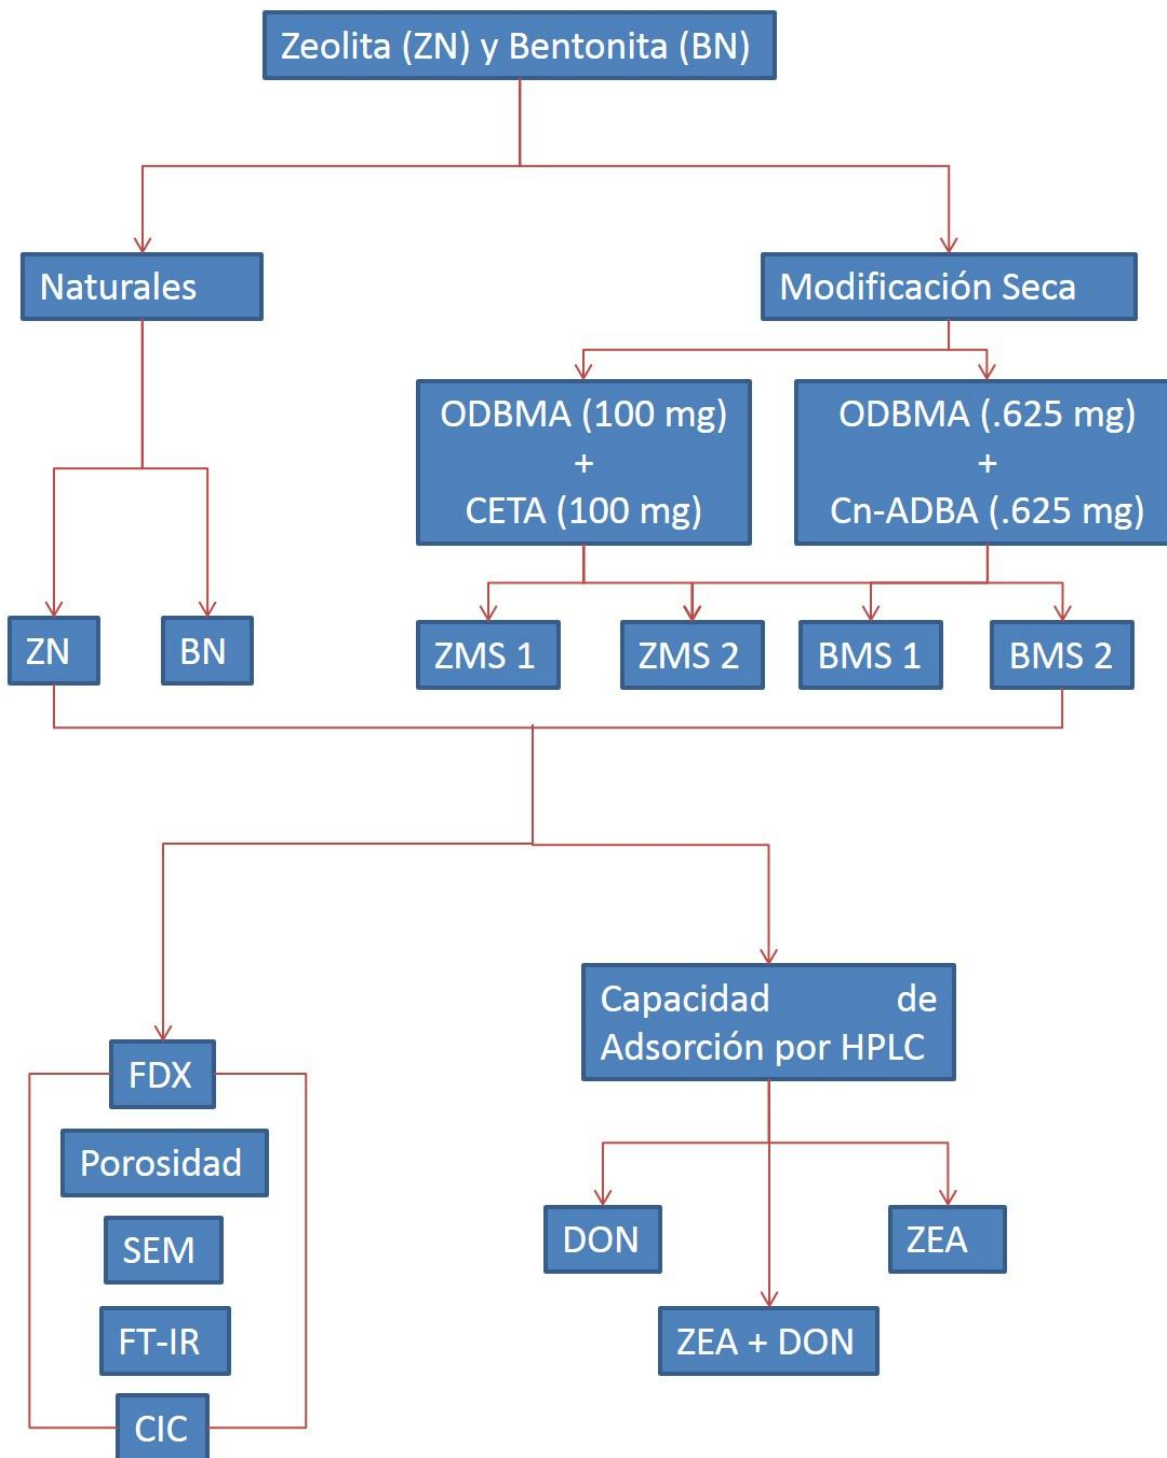 Zeolita (ZN) y Bentonita (BN)
Naturales
Modificación Seca
ODBMA (100 mg)
+
CETA (100 mg)
ODBMA (.625 mg)
+
Cn-ADBA (.625 mg)
ZN
BN
ZMS 1
ZMS 2
BMS 1
BMS 2
Capacidad de
Adsorción por HPLC
FDX
Porosidad
SEM
FT-IR
CIC
DON
ZEA
ZEA + DON